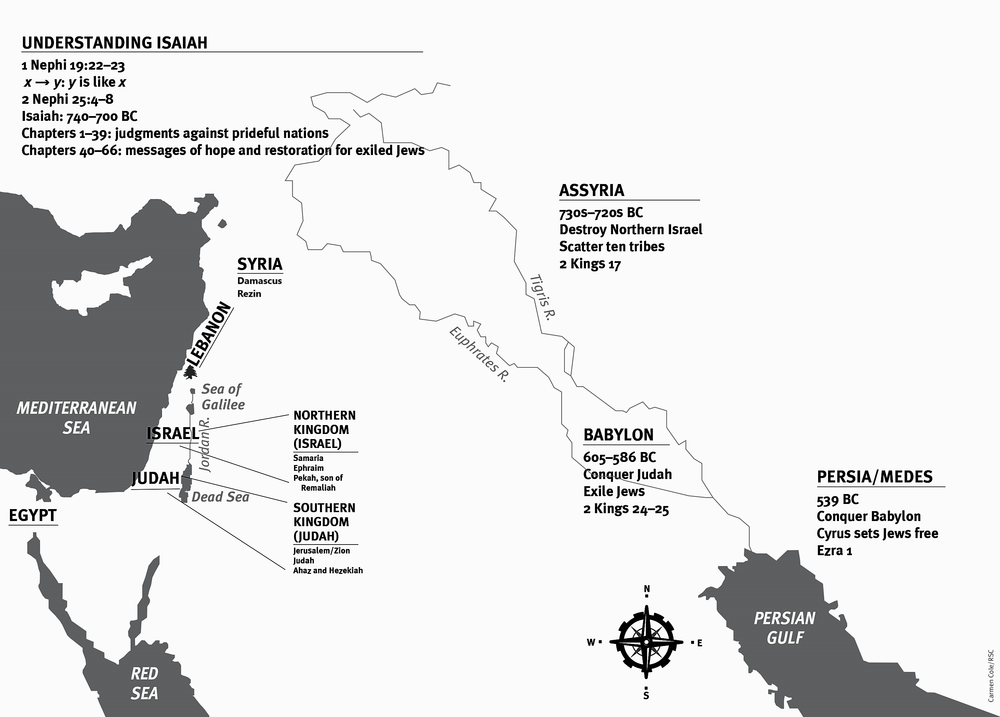 UNDERSTANDING ISAIAH
1 Nephi 19:22–23
x → y: y is like x
2 Nephi 25:4–8
Isaiah: 740–700 BC
Chapters 1–39: judgments against prideful nations
Chapters 40–66: messages of hope and restoration for exiled Jews
ASSYRIA
730s–720s BC
Destroy Northern Israel
Scatter ten tribes
2 Kings 17
SYRIA
Damascus
Rezin
LEBANON
Tigris R.
Euphrates R.
Sea of
Galilee
MEDITERRANEAN
SEA
ISRAEL
Jordan R.
JUDAH
Dead Sea
EGYPT
NORTHERN
KINGDOM
(ISRAEL)
Samaria
Ephraim
Pekah, son of
Remaliah
SOUTHERN
KINGDOM
(JUDAH)
Jerusalem/Zion
Judah
Ahaz and Hezekiah
BABYLON
605–586 BC
Conquer Judah
Exile Jews
2 Kings 24–25
PERSIA/MEDES
539 BC
Conquer Babylon
Cyrus sets Jews free
Ezra 1
N
W
E
S
PERSIAN
GULF
RED
SEA
Carmen Cole/RSC